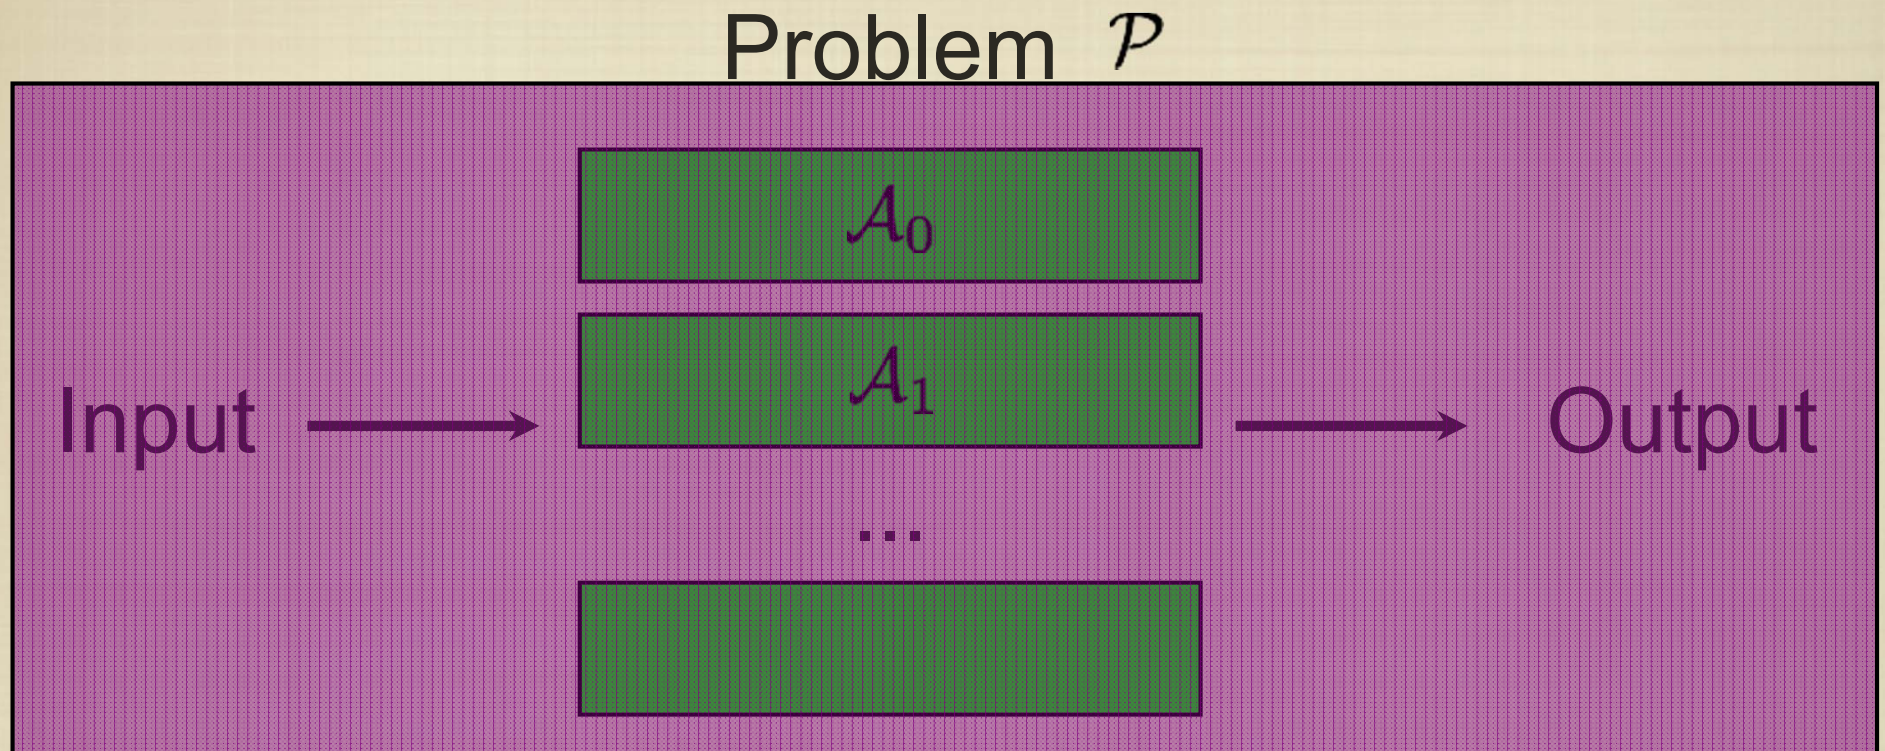 Problem 𝒫
𝒜₀
𝒜₁
Input
Output
...